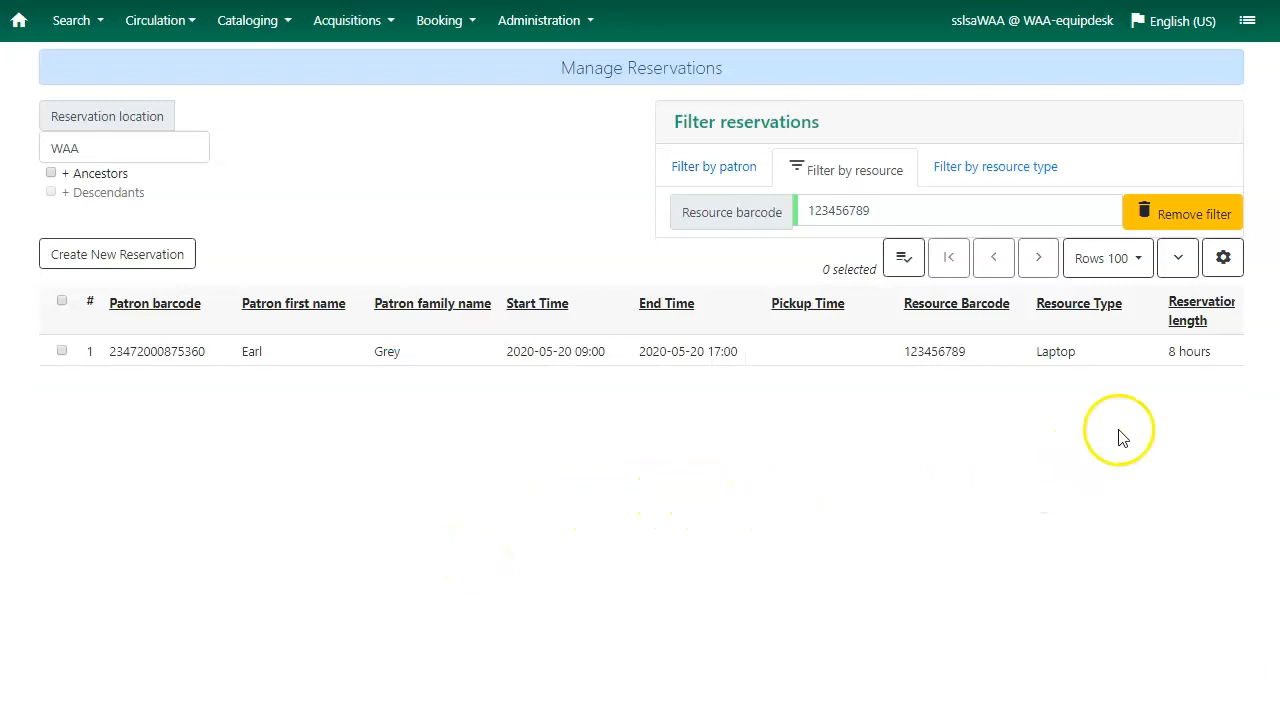 Search Circulation Cataloging Acquisitions Booking Administration sslsaWAA @ WAA-equipdesk English (US)
Manage Reservations
Reservation location
WAA
+ Ancestors
+ Descendants
Filter reservations
Filter by patron Filter by resource Filter by resource type
Resource barcode 123456789 Remove filter
Create New Reservation
0 selected Rows 100
# Patron barcode Patron first name Patron family name Start Time End Time Pickup Time Resource Barcode Resource Type Reservation length
1 23472000875360 Earl Grey 2020-05-20 09:00 2020-05-20 17:00 123456789 Laptop 8 hours